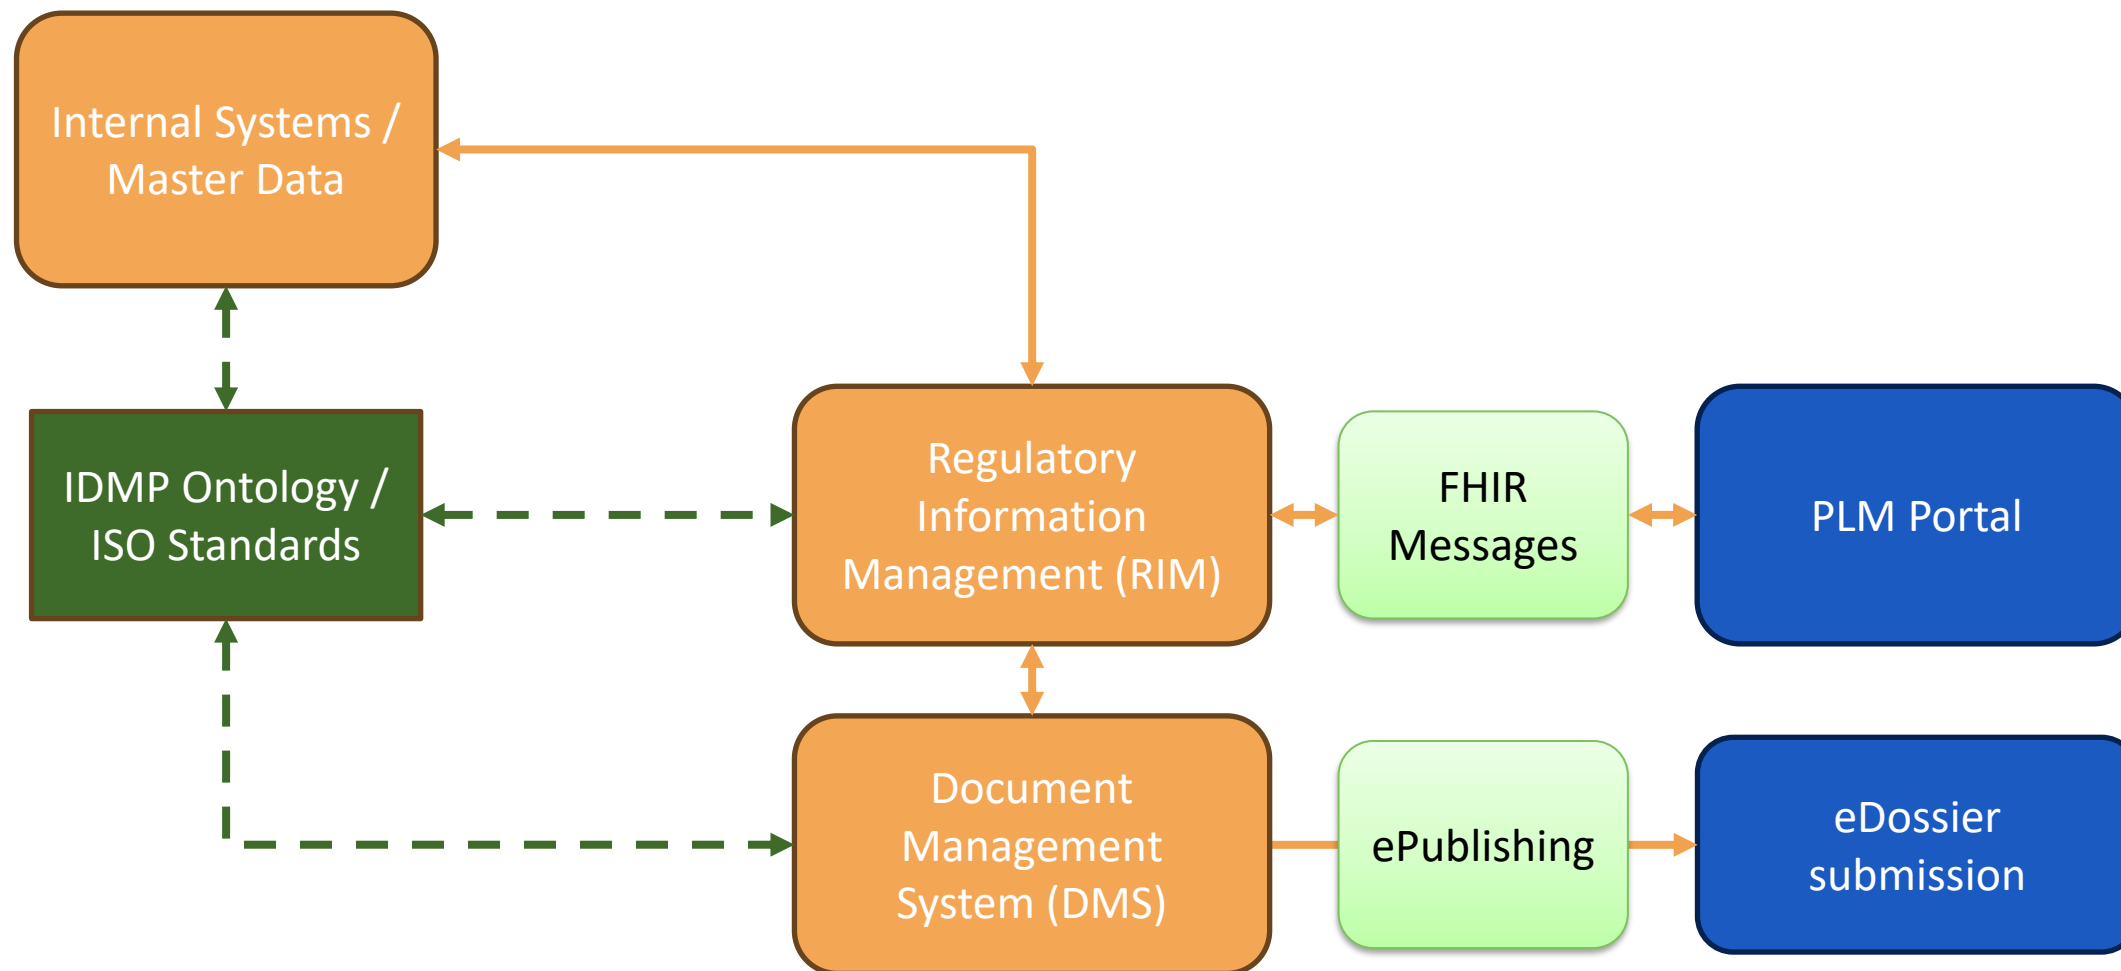 Internal Systems /
Master Data
IDMP Ontology /
ISO Standards
Regulatory
Information
Management (RIM)
FHIR
Messages
PLM Portal
Document
Management
System (DMS)
ePublishing
eDossier
submission